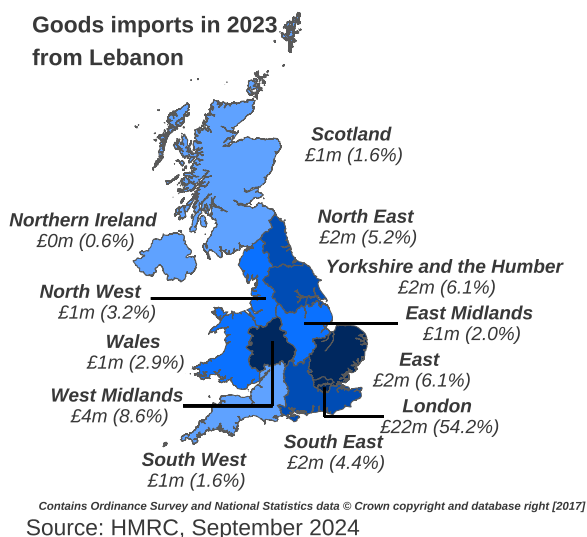 Goods imports in 2023
from Lebanon
Scotland
£1m (1.6%)
Northern Ireland
£0m (0.6%)
North East
£2m (5.2%)
Yorkshire and the Humber
£2m (6.1%)
North West
£1m (3.2%)
East Midlands
£1m (2.0%)
Wales
£1m (2.9%)
East
£2m (6.1%)
West Midlands
£4m (8.6%)
London
£22m (54.2%)
South East
£2m (4.4%)
South West
£1m (1.6%)
Contains Ordinance Survey and National Statistics data © Crown copyright and database right [2017]
Source: HMRC, September 2024